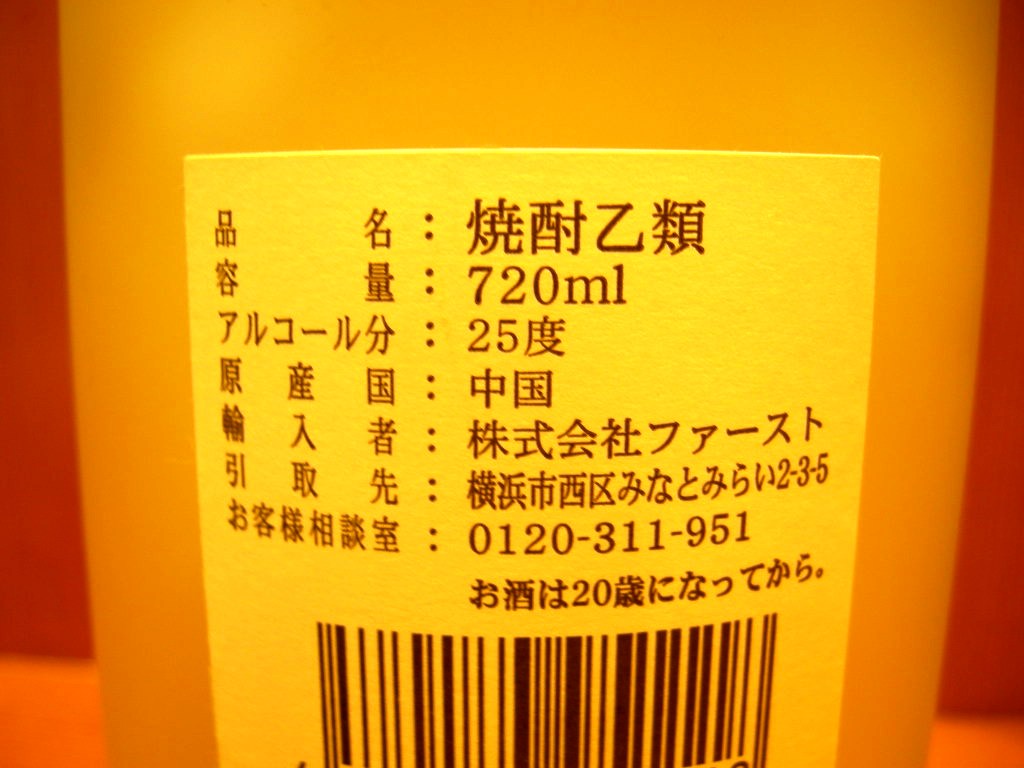 品名：焼酎乙類
容量：720ml
アルコール分：25度
原産国：中国
輸入者：株式会社ファースト
引取先：横浜市西区みなとみらい2-3-5
お客様相談室：0120-311-951
お酒は20歳になってから。